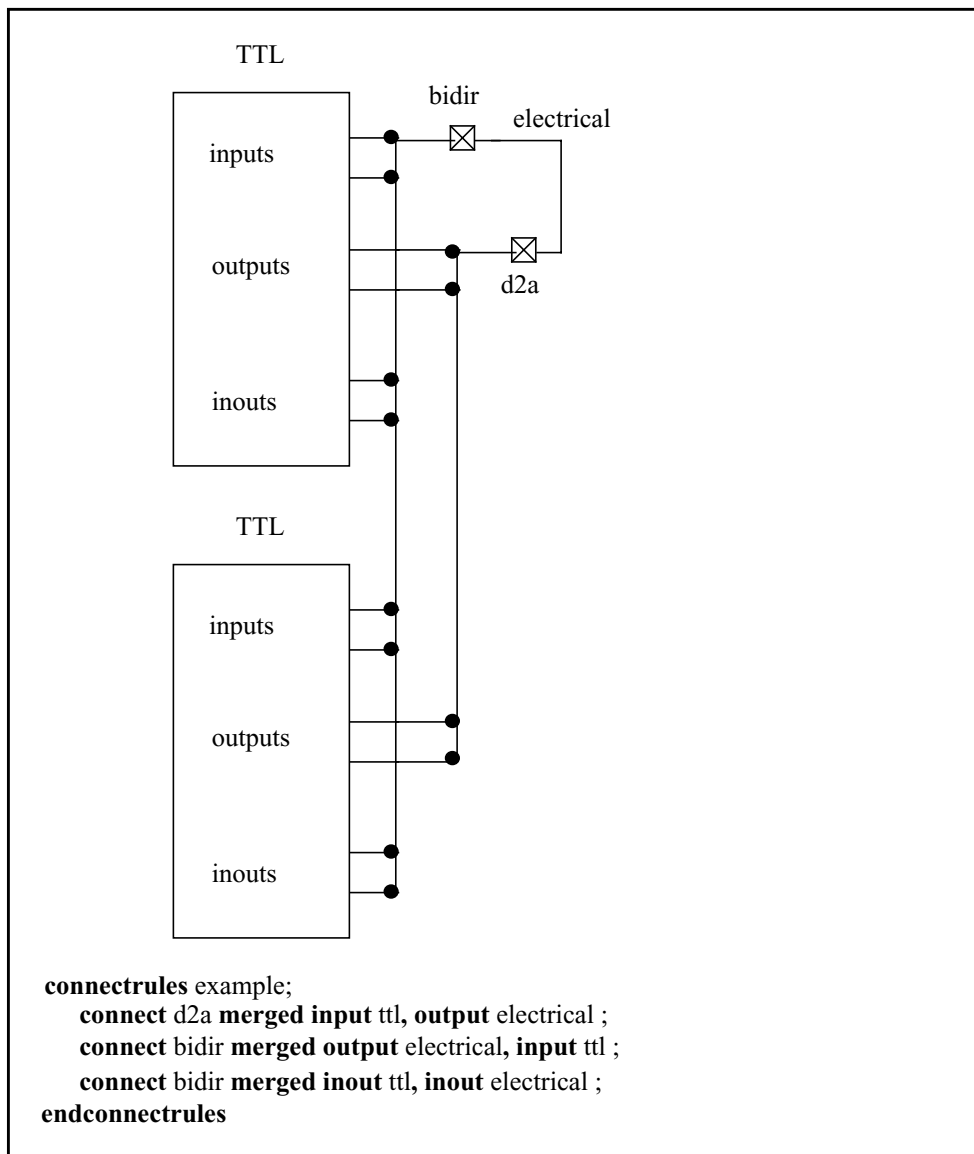 TTL
bidir
electrical
inputs
outputs
d2a
inouts
TTL
inputs
outputs
inouts
connectrules example;
connect d2a merged input ttl, output electrical ;
connect bidir merged output electrical, input ttl ;
connect bidir merged inout ttl, inout electrical ;
endconnectrules